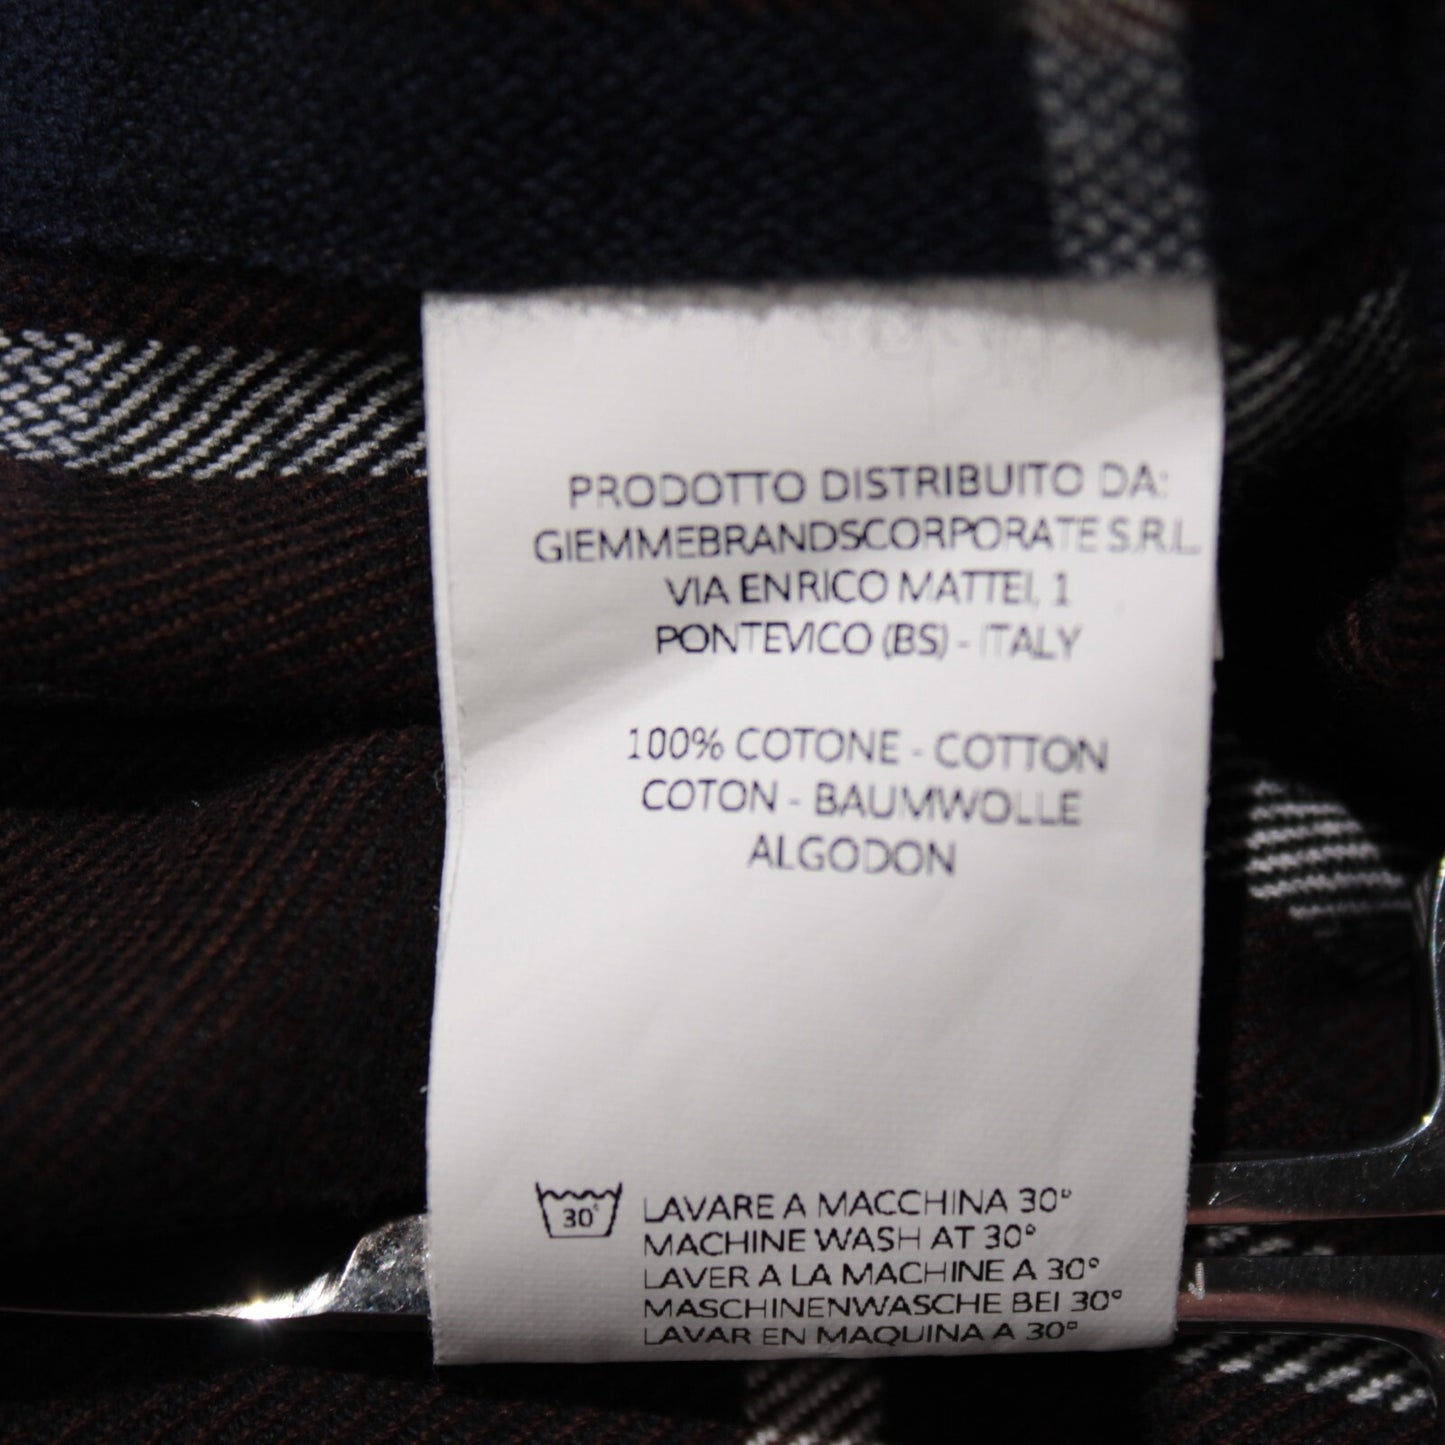 PRODOTTO DISTRIBUITO DA:
GIEMMEBRANDSCORPORATE S.R.L.
VIA ENRICO MATTEI, 1
PONTEVICO (BS) - ITALY
100% COTONE - COTTON
COTON - BAUMWOLLE
ALGODON
30°
LAVARE A MACCHINA 30°
MACHINE WASH AT 30°
LAVER A LA MACHINE A 30°
MASCHINENWASCHE BEI 30°
LAVAR EN MAQUINA A 30°